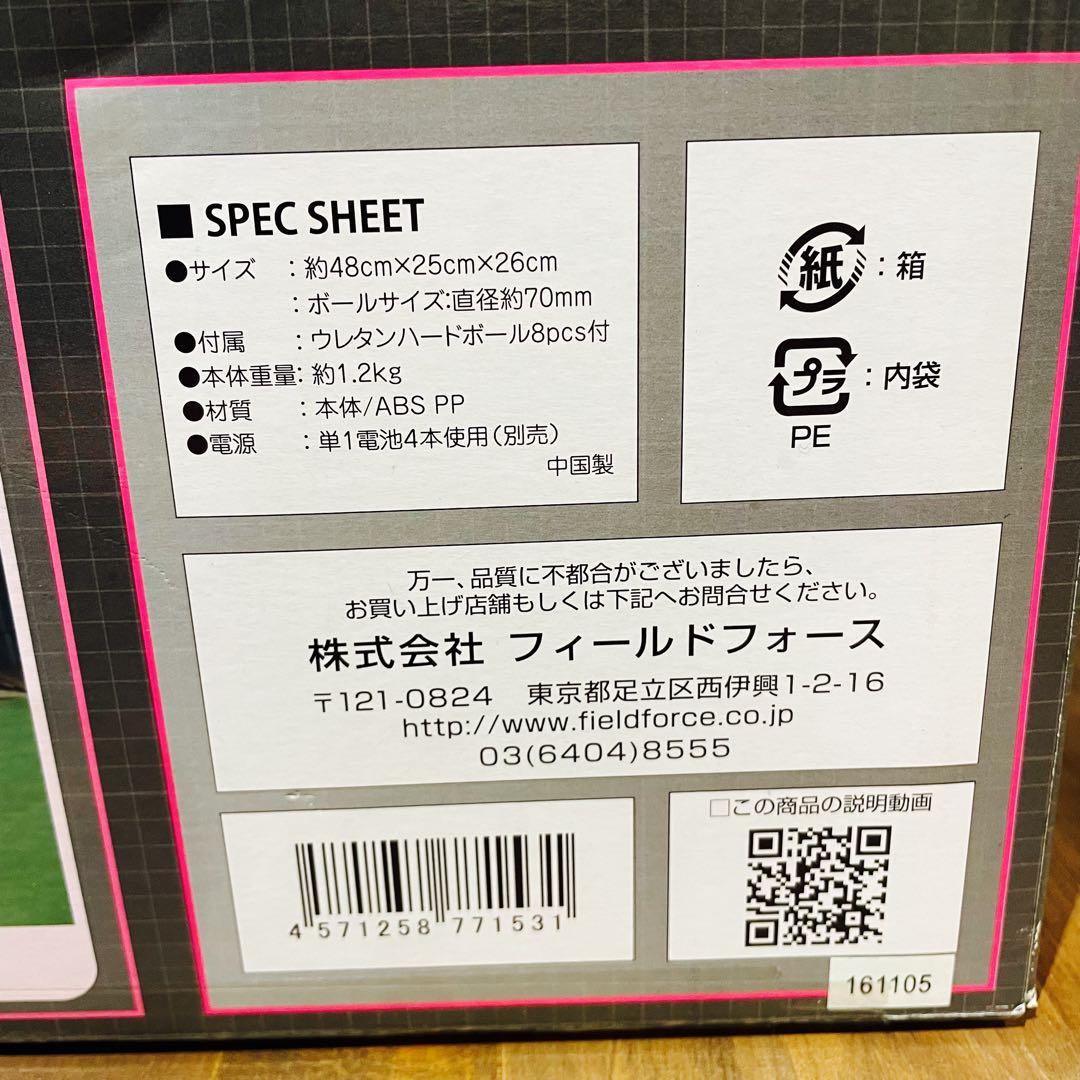 ■ SPEC SHEET
●サイズ ：約48cm×25cm×26cm
：ボールサイズ:直径約70mm
●付属 ：ウレタンハードボール8pcs付
●本体重量：約1.2kg
●材質 ：本体/ABS PP
●電源 ：単1電池4本使用（別売）
中国製
紙：箱
プラ：内袋
PE
万一、品質に不都合がございましたら、
お買い上げ店舗もしくは下記へお問合せください。
株式会社 フィールドフォース
〒121-0824 東京都足立区西伊興1-2-16
http://www.fieldforce.co.jp
03(6404)8555
4 571258 771531
□この商品の説明動画
161105